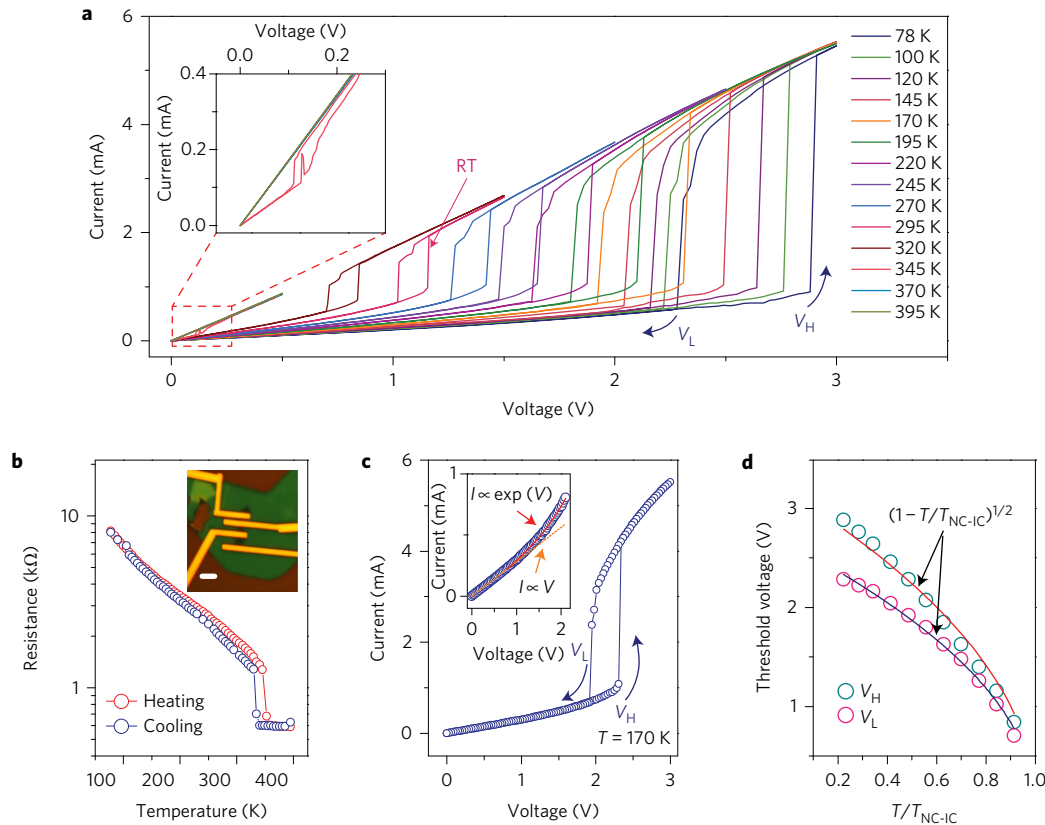 a
6
4
2
0
Current (mA)
0
1
2
3
Voltage (V)
Voltage (V)
0.0
0.2
0.4
0.2
0.0
Current (mA)
RT
V_L
V_H
78 K
100 K
120 K
145 K
170 K
195 K
220 K
245 K
270 K
295 K
320 K
345 K
370 K
395 K
b
10
1
Resistance (kΩ)
Heating
Cooling
100
200
300
400
Temperature (K)
c
6
4
2
0
Current (mA)
1
0
Current (mA)
I ∝ exp (V)
I ∝ V
0
1
2
Voltage (V)
V_L
V_H
T = 170 K
0
1
2
3
Voltage (V)
d
3
2
1
Threshold voltage (V)
(1 – T/T_NC-IC)^1/2
V_H
V_L
0.2
0.4
0.6
0.8
1.0
T/T_NC-IC